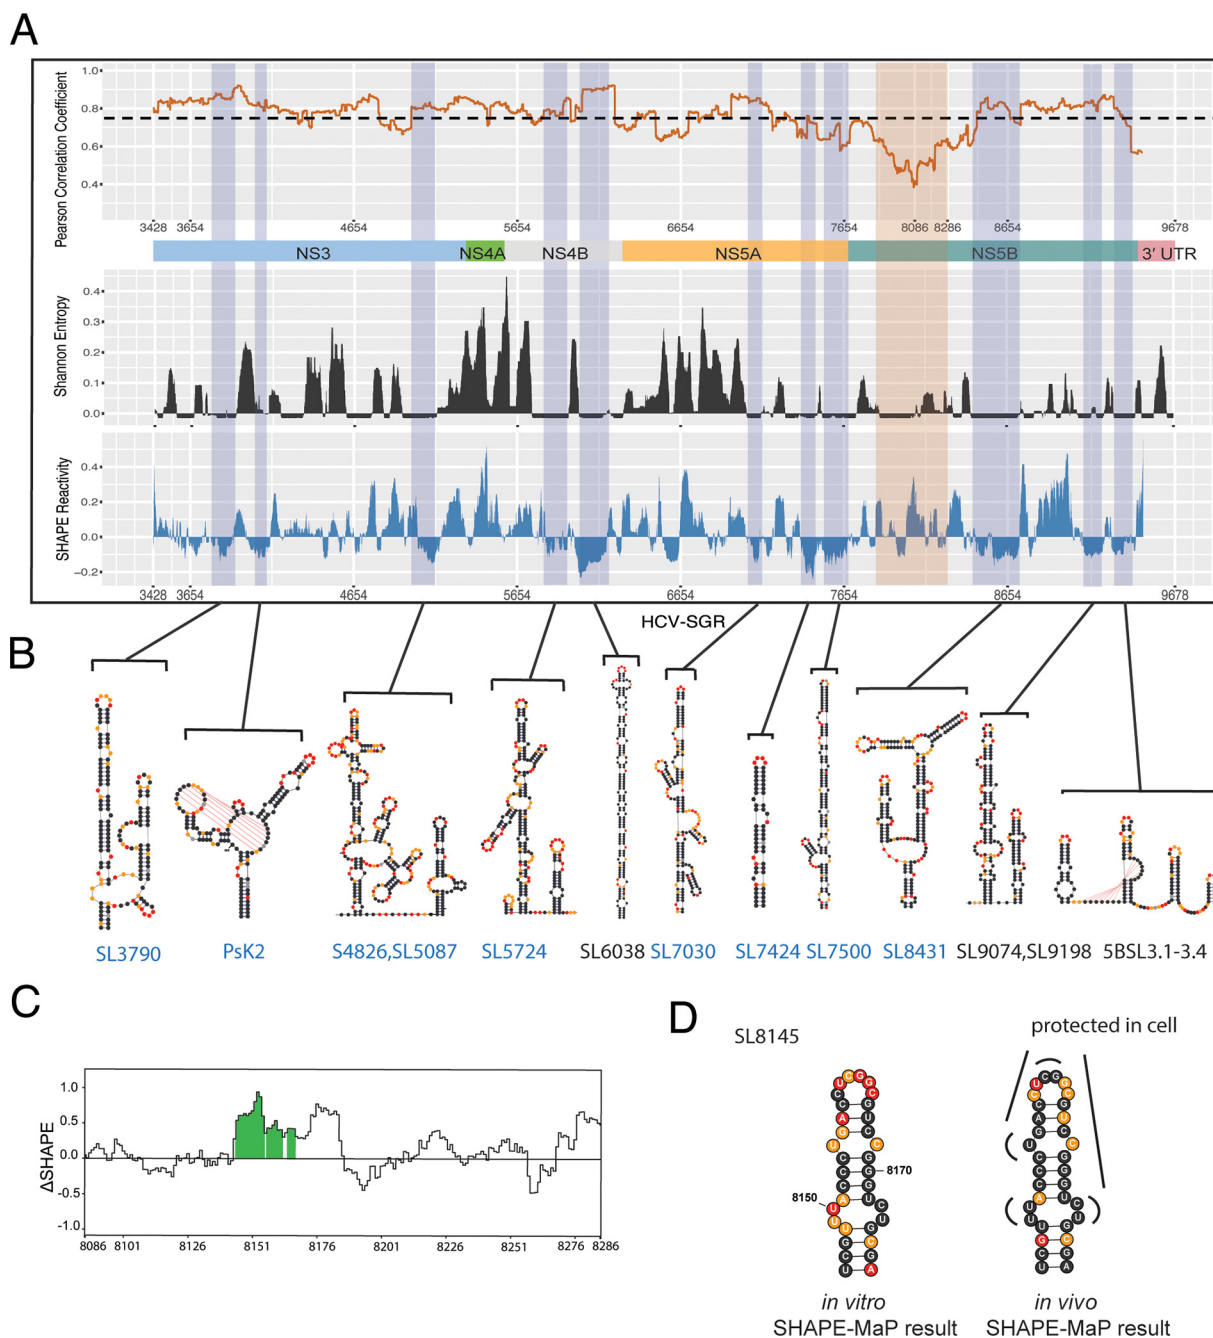 A
Pearson Correlation Coefficient
1.0
0.8
0.6
0.4
3428 3654 4654 5654 6654 7654 8086 8286 8654 9678
NS3 NS4A NS4B NS5A NS5B 3' UTR
Shannon Entropy
0.4
0.3
0.2
0.1
0.0
SHAPE Reactivity
0.4
0.2
0.0
−0.2
3428 3654 4654 5654 6654 7654 8654 9678
HCV-SGR
B
SL3790 PsK2 S4826,SL5087 SL5724 SL6038 SL7030 SL7424 SL7500 SL8431 SL9074,SL9198 5BSL3.1-3.4
C
ΔSHAPE
1.0
0.5
0.0
-0.5
-1.0
8086 8101 8126 8151 8176 8201 8226 8251 8276 8286
D
SL8145
protected in cell
8150
8170
in vitro
SHAPE-MaP result
in vivo
SHAPE-MaP result